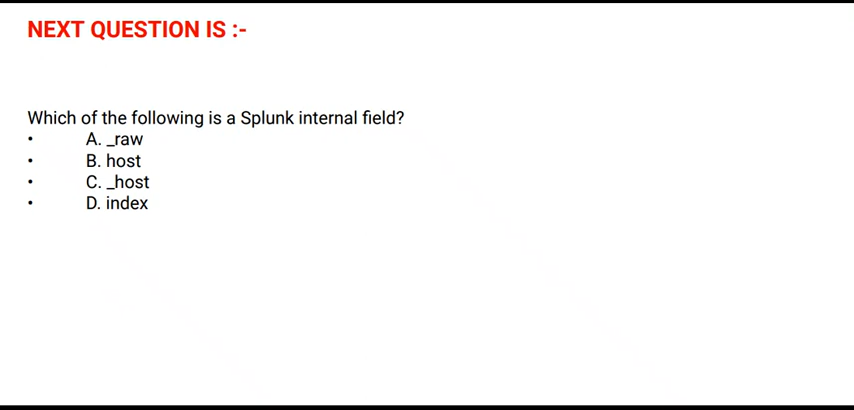 NEXT QUESTION IS :-
Which of the following is a Splunk internal field?
• A. _raw
• B. host
• C. _host
• D. index